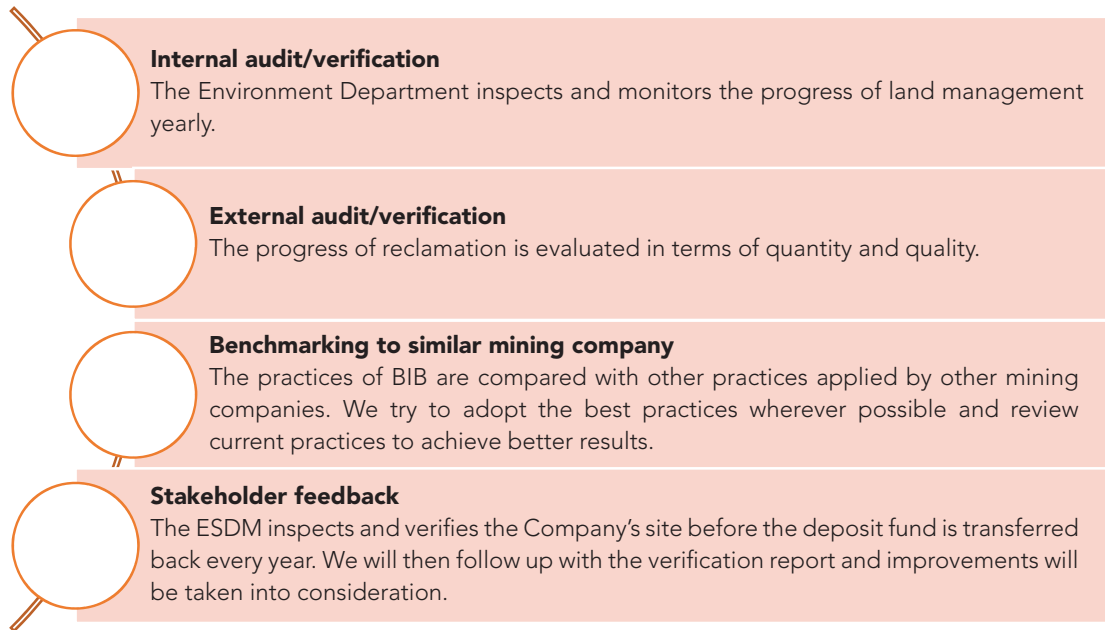 Internal audit/verification
The Environment Department inspects and monitors the progress of land management
yearly.
External audit/verification
The progress of reclamation is evaluated in terms of quantity and quality.
Benchmarking to similar mining company
The practices of BIB are compared with other practices applied by other mining
companies. We try to adopt the best practices wherever possible and review
current practices to achieve better results.
Stakeholder feedback
The ESDM inspects and verifies the Company's site before the deposit fund is transferred
back every year. We will then follow up with the verification report and improvements will
be taken into consideration.